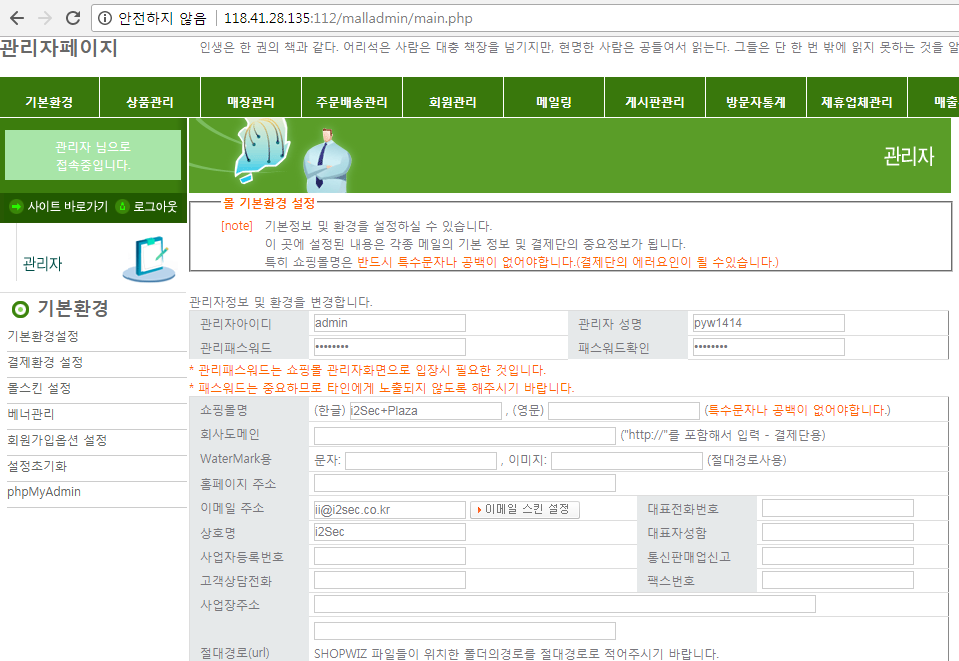 안전하지 않음 118.41.28.135:112/malladmin/main.php
관리자페이지 인생은 한 권의 책과 같다. 어리석은 사람은 대충 책장을 넘기지만, 현명한 사람은 공들여서 읽는다. 그들은 단 한 번 밖에 읽지 못하는 것을 알
기본환경 상품관리 매장관리 주문배송관리 회원관리 메일링 게시판관리 방문자통계 제휴업체관리 매출
관리자 님으로
접속중입니다.
관리자
사이트 바로가기 로그아웃
관리자
기본환경
기본환경설정
결제환경 설정
몰스킨 설정
베너관리
회원가입옵션 설정
설정초기화
phpMyAdmin
몰 기본환경 설정
[note] 기본정보 및 환경을 설정하실 수 있습니다.
이 곳에 설정된 내용은 각종 메일의 기본 정보 및 결제단의 중요정보가 됩니다.
특히 쇼핑몰명은 반드시 특수문자나 공백이 없어야합니다.(결제단의 에러요인이 될 수있습니다.)
관리자정보 및 환경을 변경합니다.
관리자아이디 admin 관리자 성명 pyw1414
관리패스워드 •••••••• 패스워드확인 ••••••••
* 관리패스워드는 쇼핑몰 관리자화면으로 입장시 필요한 것입니다.
* 패스워드는 중요하므로 타인에게 노출되지 않도록 해주시기 바랍니다.
쇼핑몰명 (한글) i2Sec+Plaza , (영문) (특수문자나 공백이 없어야합니다.)
회사도메인 ("http://"를 포함해서 입력 - 결제단용)
WaterMark용 문자: , 이미지: (절대경로사용)
홈페이지 주소
이메일 주소 ii@i2sec.co.kr 이메일 스킨 설정 대표전화번호
상호명 i2Sec 대표자성함
사업자등록번호 통신판매업신고
고객상담전화 팩스번호
사업장주소
절대경로(url) SHOPWIZ 파일들이 위치한 폴더의경로를 절대경로로 적어주시기 바랍니다.